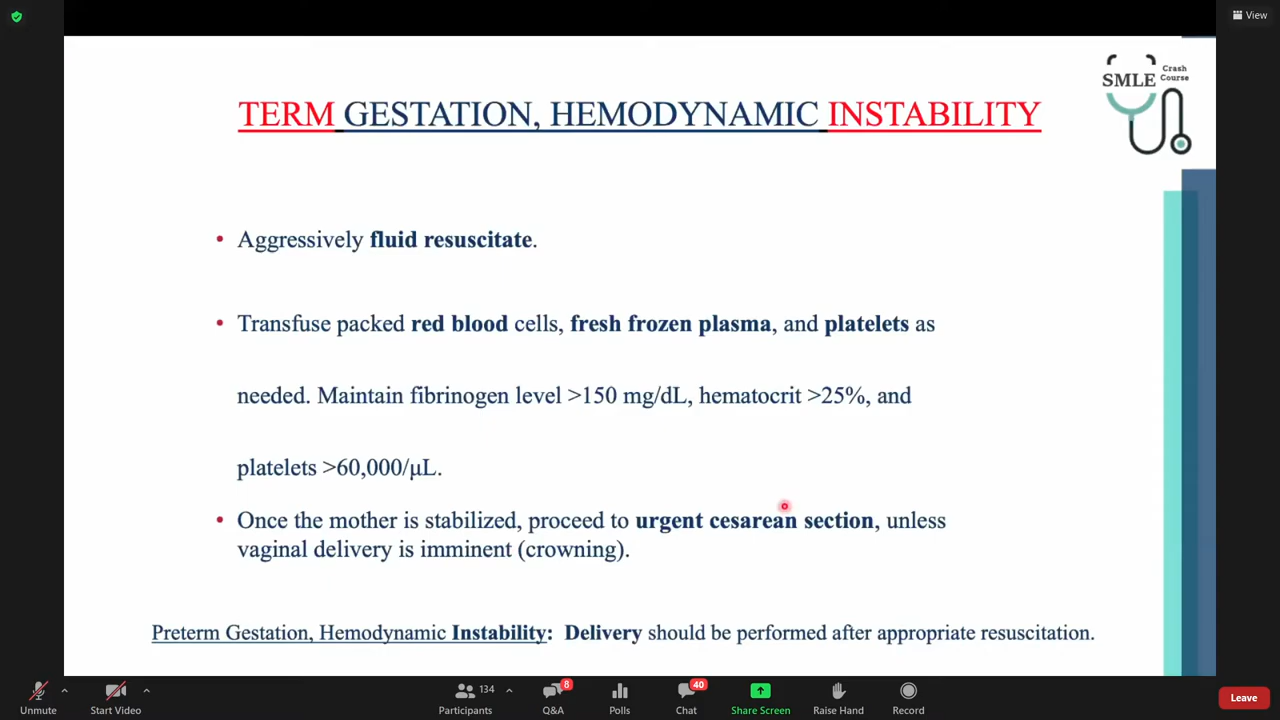 View
SMLE Crash Course
TERM GESTATION, HEMODYNAMIC INSTABILITY
• Aggressively fluid resuscitate.
• Transfuse packed red blood cells, fresh frozen plasma, and platelets as
needed. Maintain fibrinogen level >150 mg/dL, hematocrit >25%, and
platelets >60,000/μL.
• Once the mother is stabilized, proceed to urgent cesarean section, unless
vaginal delivery is imminent (crowning).
Preterm Gestation, Hemodynamic Instability: Delivery should be performed after appropriate resuscitation.
134 8 40
Unmute Start Video Participants Q&A Polls Chat Share Screen Raise Hand Record Leave